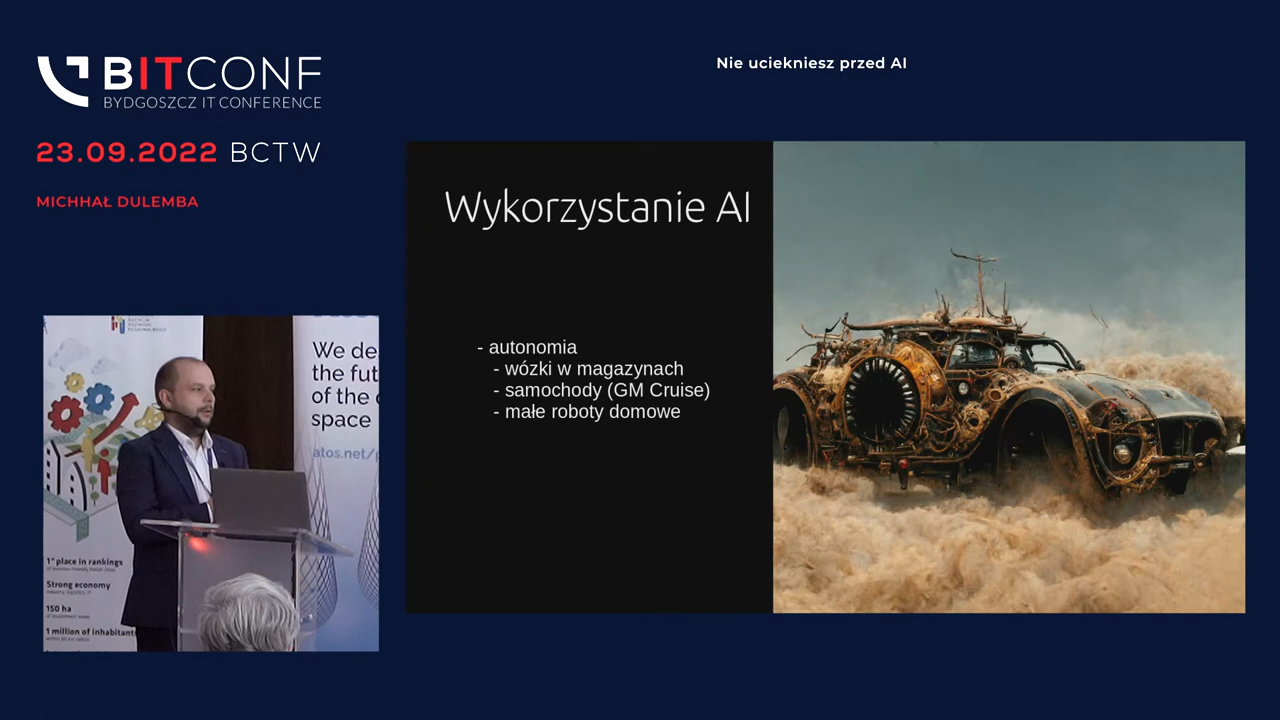 BITCONF
BYDGOSZCZ IT CONFERENCE
23.09.2022 BCTW
MICHHAŁ DULEMBA
Nie uciekniesz przed AI
Wykorzystanie AI
- autonomia
- wózki w magazynach
- samochody (GM Cruise)
- małe roboty domowe
We de
the fut
of the
space
atos.net/
1st place in rankings
Strong economy
150 ha
1 million of inhabitants